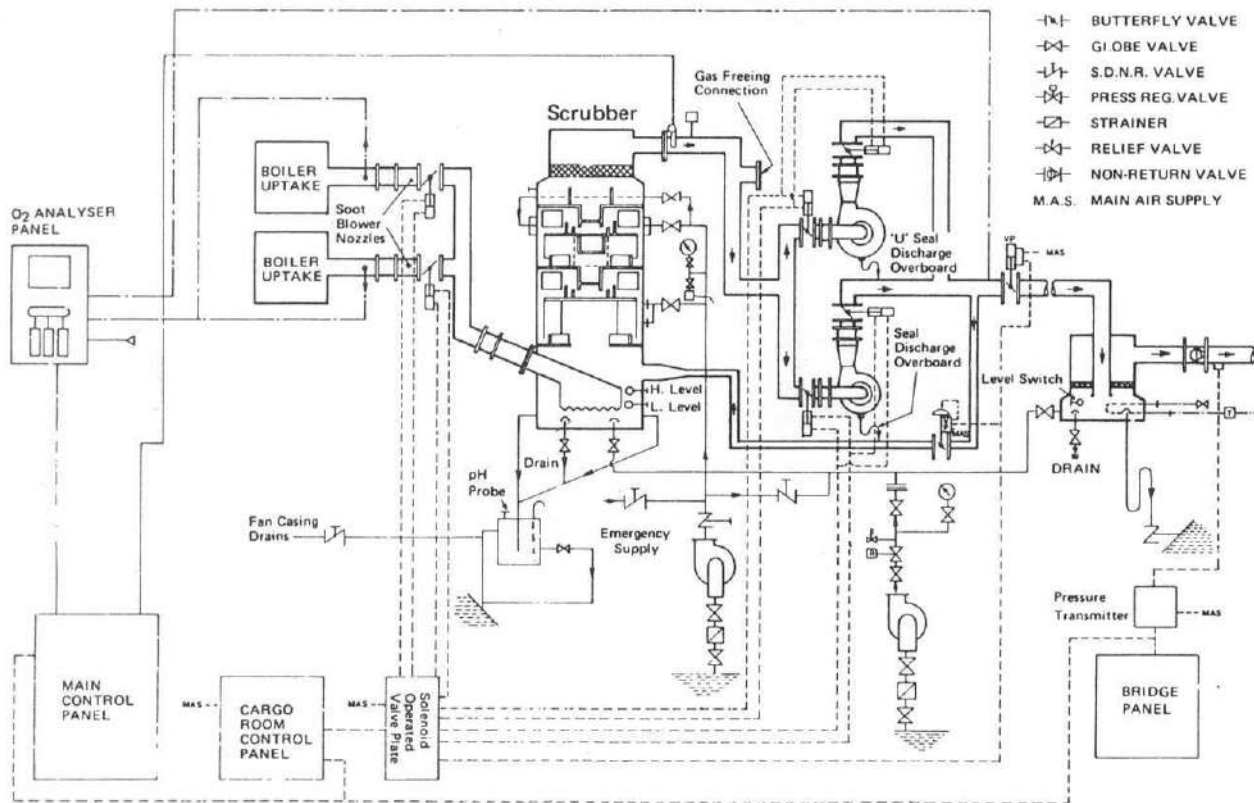 BUTTERFLY VALVE
GLOBE VALVE
S.D.N.R. VALVE
PRESS REG. VALVE
STRAINER
RELIEF VALVE
NON-RETURN VALVE
M.A.S. MAIN AIR SUPPLY
Gas Freeing
Connection
Scrubber
BOILER
UPTAKE
Soot
Blower
Nozzles
BOILER
UPTAKE
O2 ANALYSER
PANEL
'U' Seal
Discharge
Overboard
VP
MAS
Seal
Discharge
Overboard
H. Level
L. Level
MAS
Level Switch
T
DRAIN
Drain
pH
Probe
Fan Casing
Drains
Emergency
Supply
Pressure
Transmitter
MAS
MAIN
CONTROL
PANEL
MAS
CARGO
ROOM
CONTROL
PANEL
MAS
Solenoid
Operated
Valve Plate
BRIDGE
PANEL